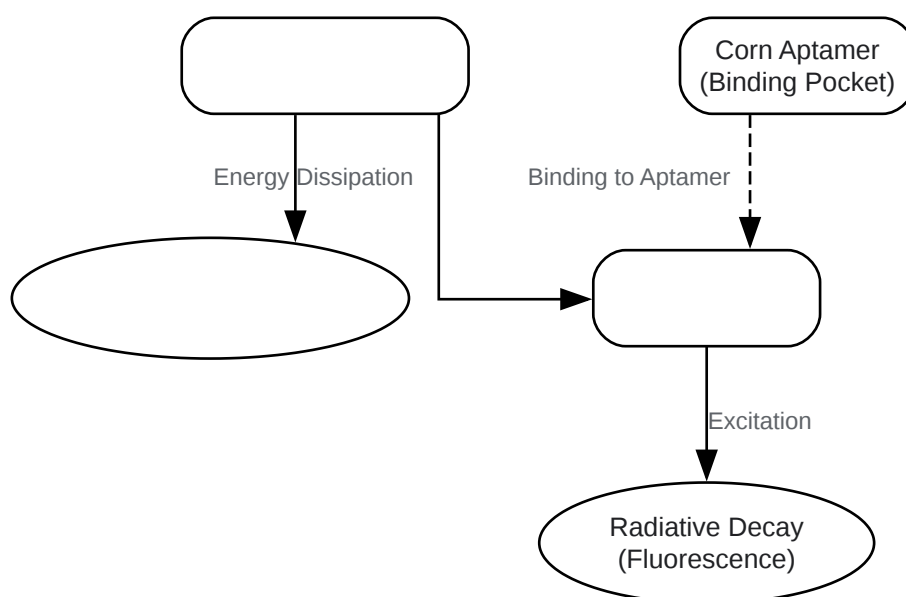 Corn Aptamer
(Binding Pocket)
Energy Dissipation
Binding to Aptamer
Excitation
Radiative Decay
(Fluorescence)